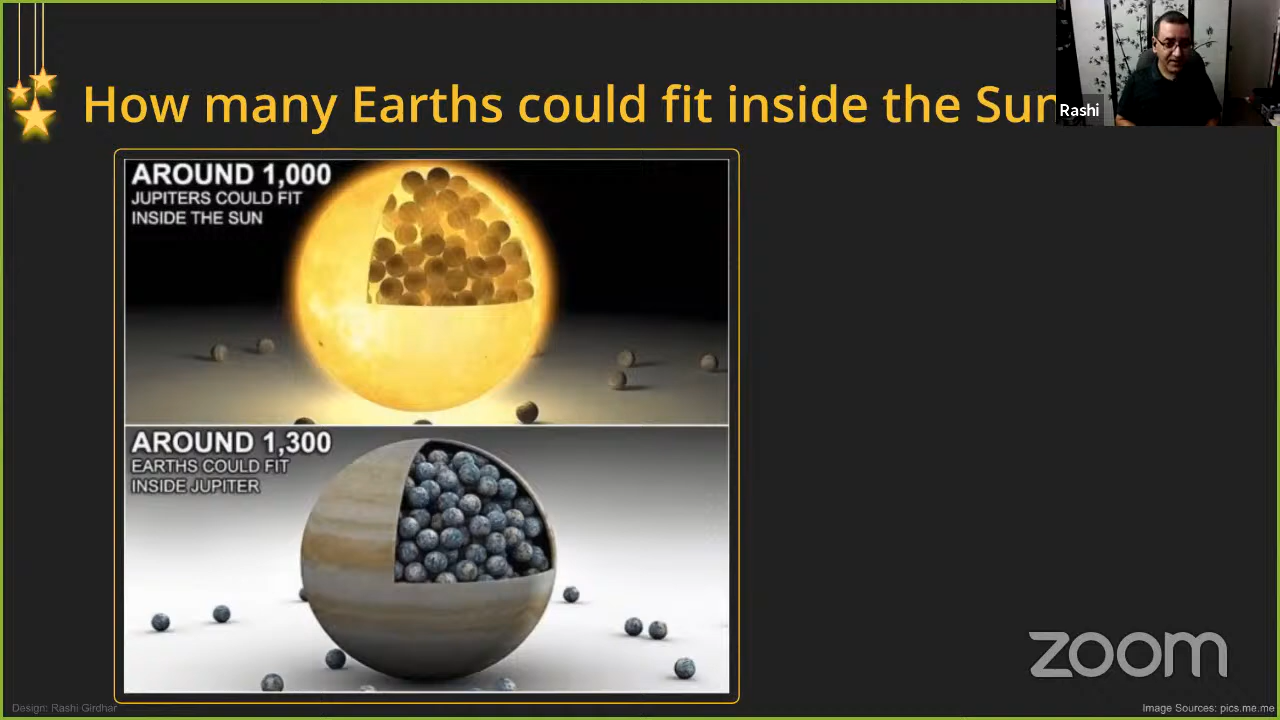 How many Earths could fit inside the Sun
Rashi
AROUND 1,000
JUPITERS COULD FIT
INSIDE THE SUN
AROUND 1,300
EARTHS COULD FIT
INSIDE JUPITER
zoom
Design: Rashi Girdhar
Image Sources: pics.me.me